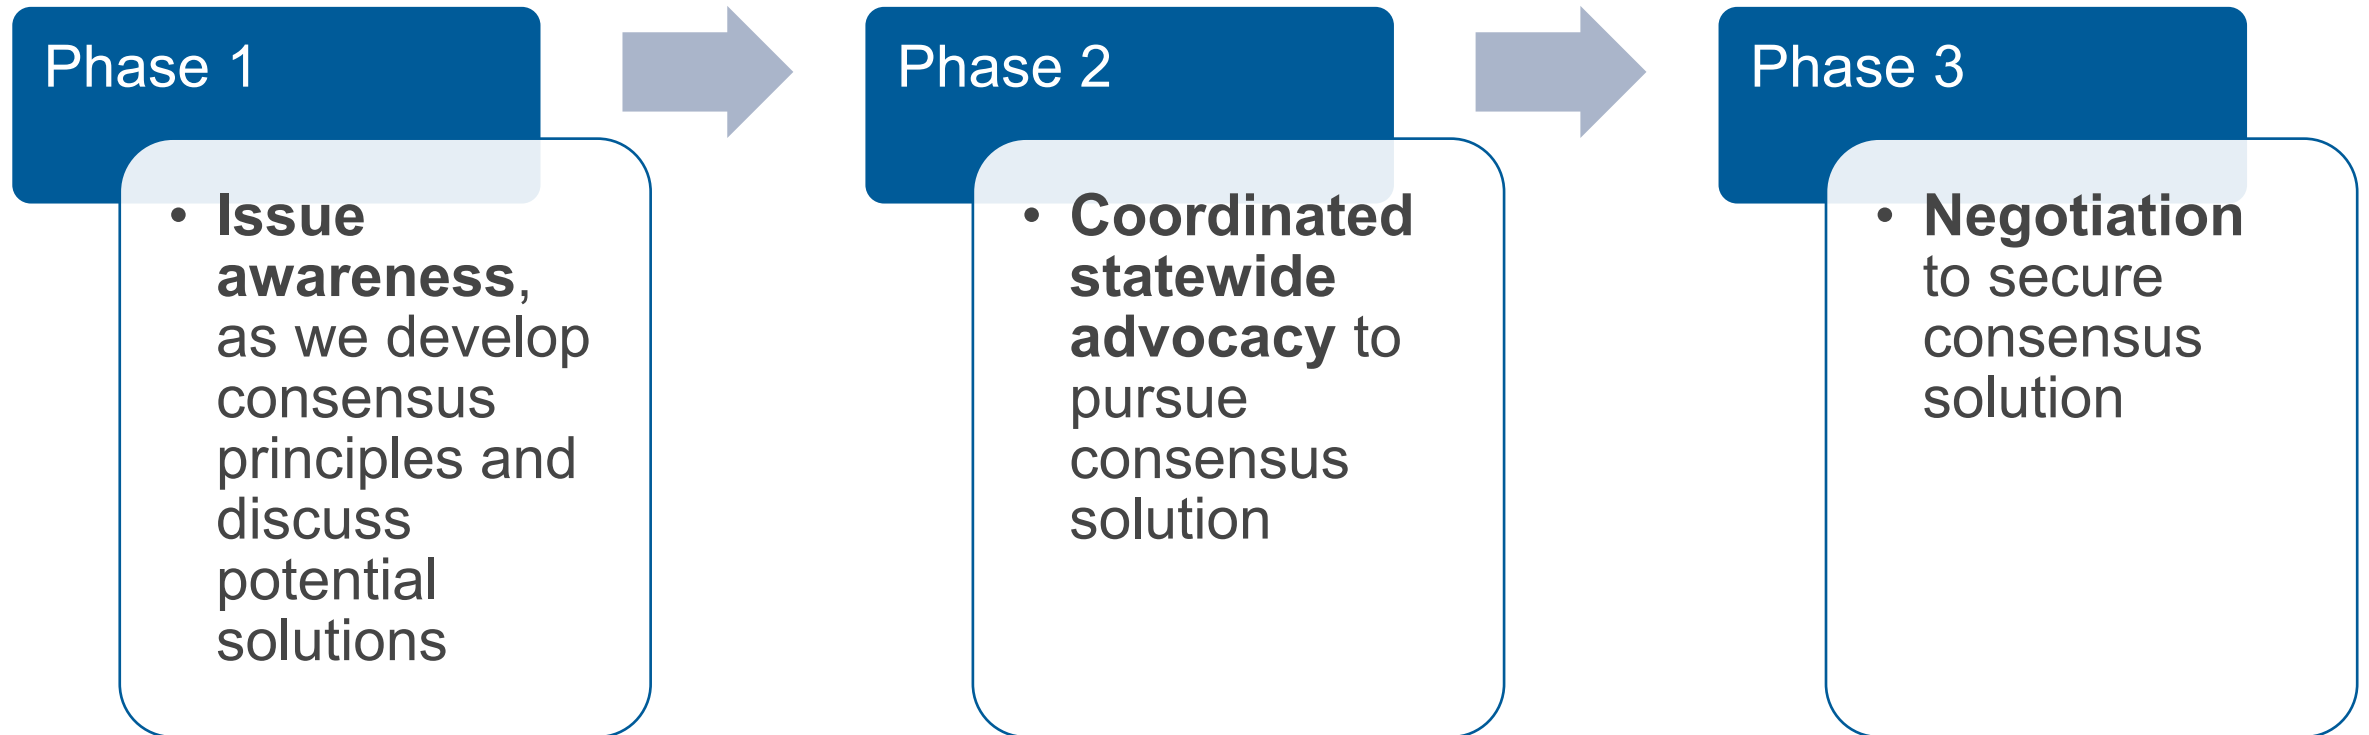 Phase 1
• Issue
awareness,
as we develop
consensus
principles and
discuss
potential
solutions
Phase 2
• Coordinated
statewide
advocacy to
pursue
consensus
solution
Phase 3
• Negotiation
to secure
consensus
solution